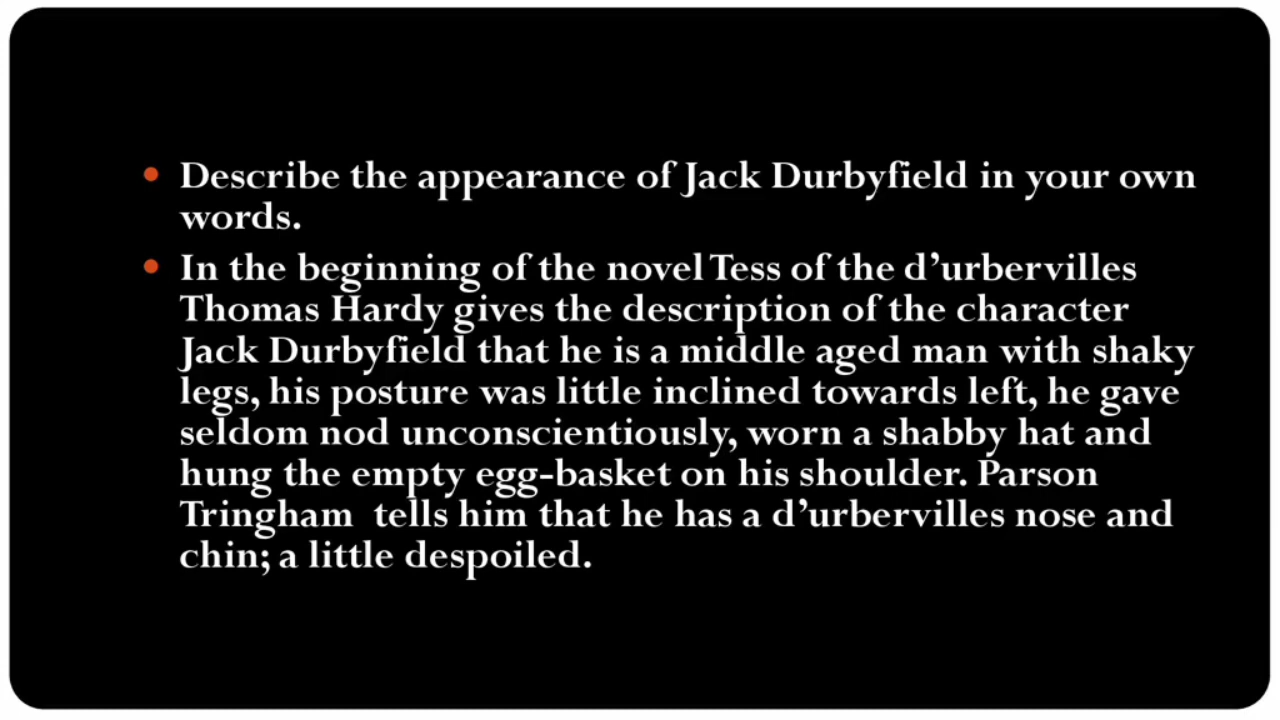 • Describe the appearance of Jack Durbyfield in your own
words.
• In the beginning of the novel Tess of the d’urbervilles
Thomas Hardy gives the description of the character
Jack Durbyfield that he is a middle aged man with shaky
legs, his posture was little inclined towards left, he gave
seldom nod unconscientiously, worn a shabby hat and
hung the empty egg-basket on his shoulder. Parson
Tringham tells him that he has a d’urbervilles nose and
chin; a little despoiled.